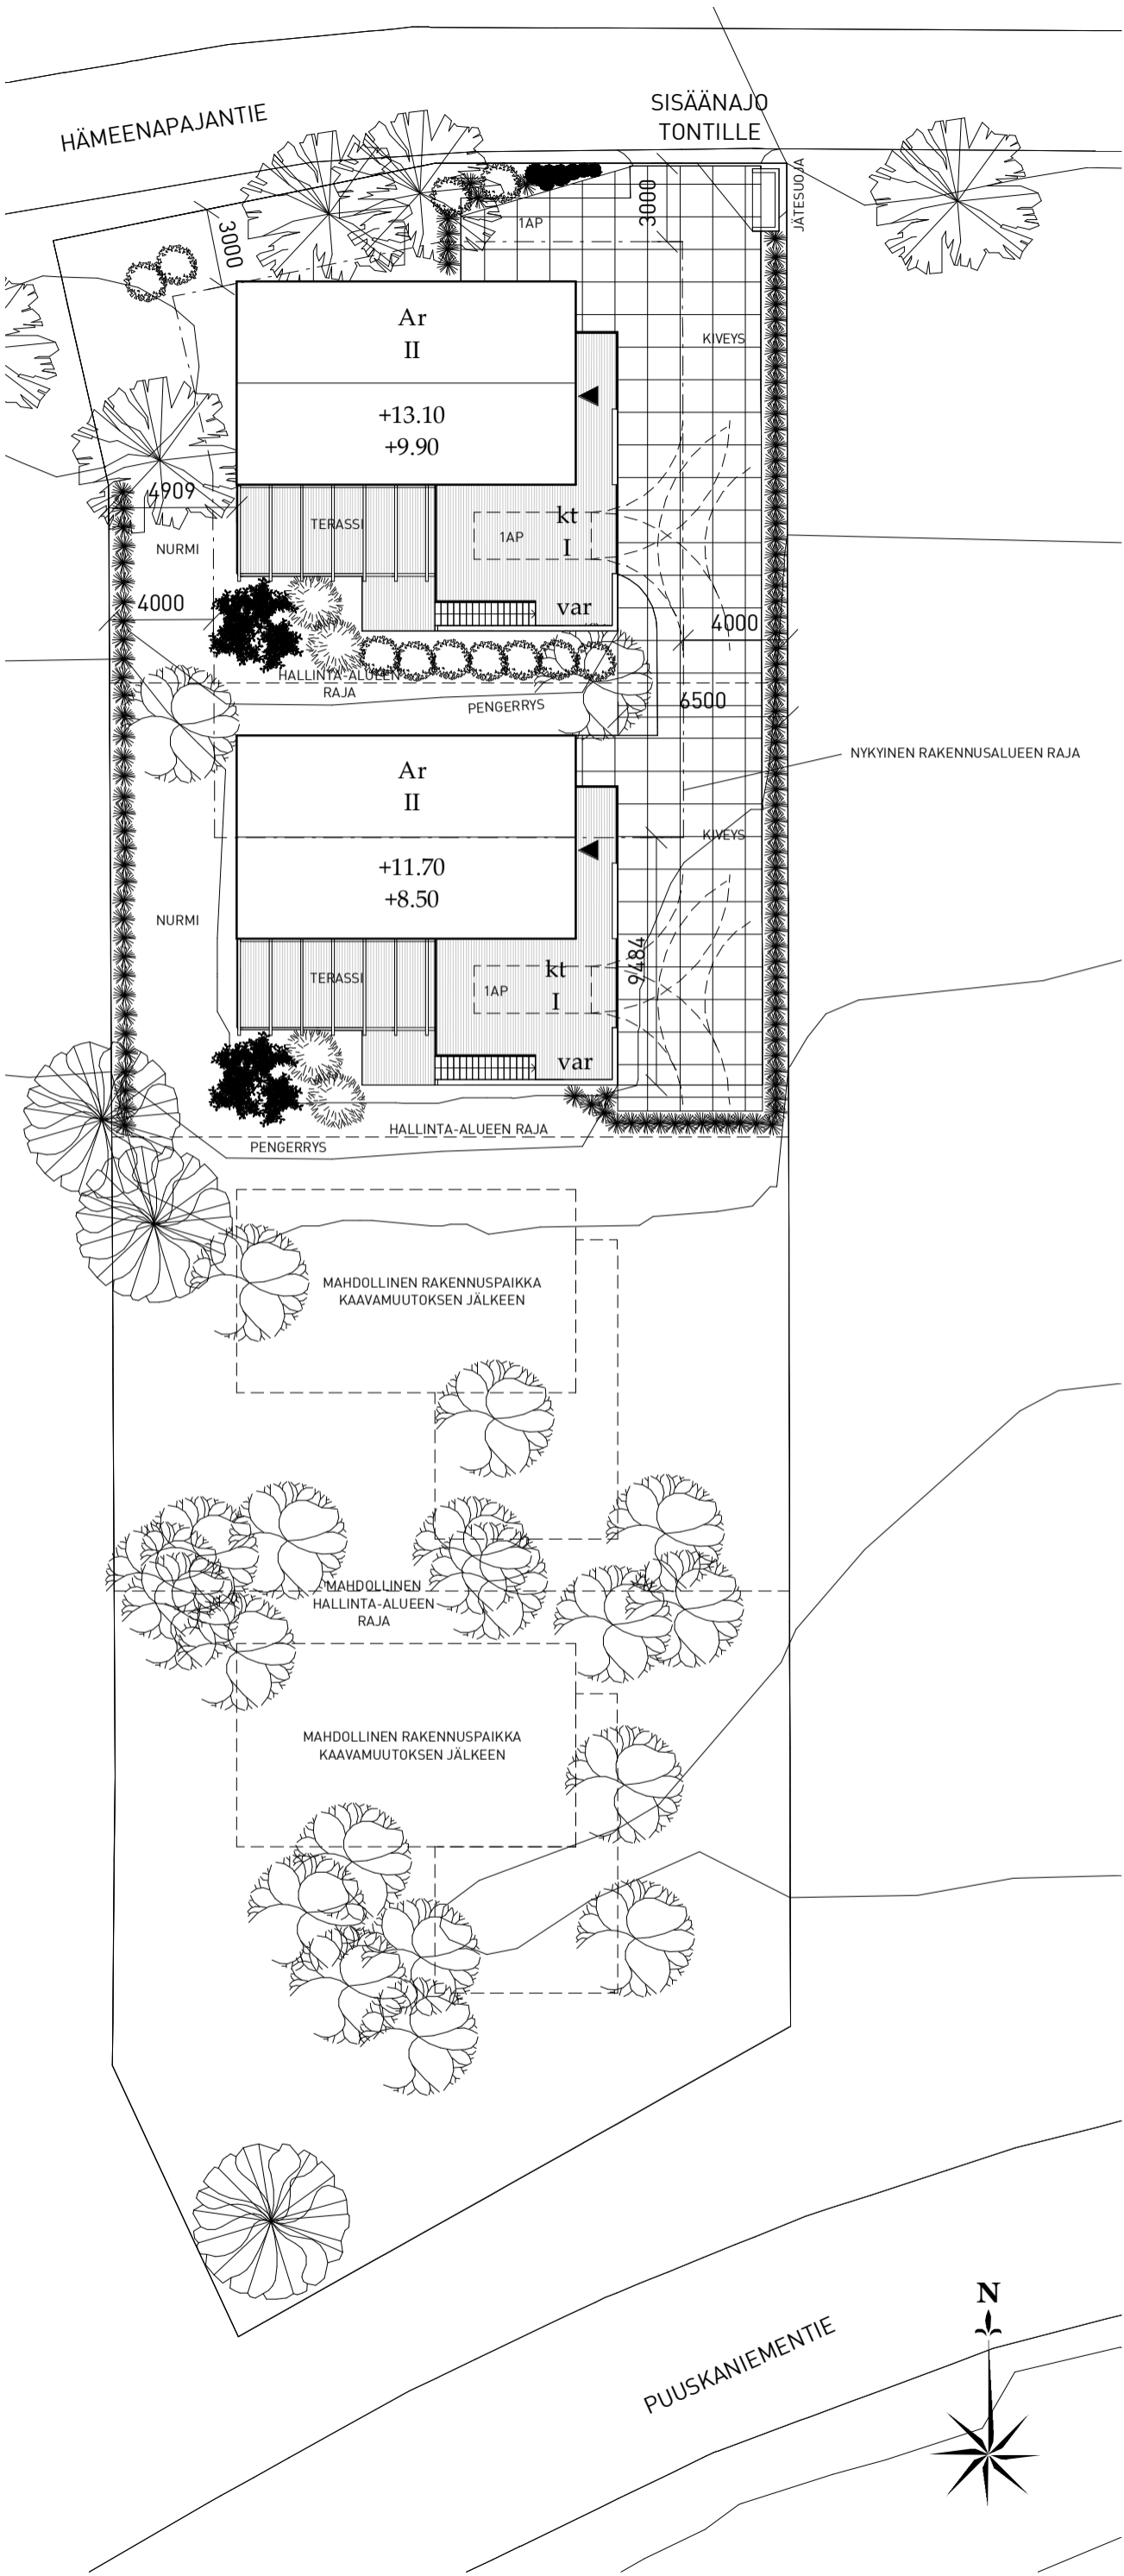 HÄMEENAPAJANTIE
SISÄÄNAJO
TONTILLE
JÄTESUOJA
3000
3000
1AP
Ar
II
KIVEYS
+13.10
+9.90
4909
TERASSI
kt
I
1AP
NURMI
4000
var
4000
HALLINTA-ALUEEN
RAJA
PENGERRYS
6500
NYKYINEN RAKENNUSALUEEN RAJA
Ar
II
KIVEYS
+11.70
+8.50
NURMI
9484
TERASSI
kt
I
1AP
var
HALLINTA-ALUEEN RAJA
PENGERRYS
MAHDOLLINEN RAKENNUSPAIKKA
KAAVAMUUTOKSEN JÄLKEEN
MAHDOLLINEN
HALLINTA-ALUEEN
RAJA
MAHDOLLINEN RAKENNUSPAIKKA
KAAVAMUUTOKSEN JÄLKEEN
N
PUUSKANIEMENTIE